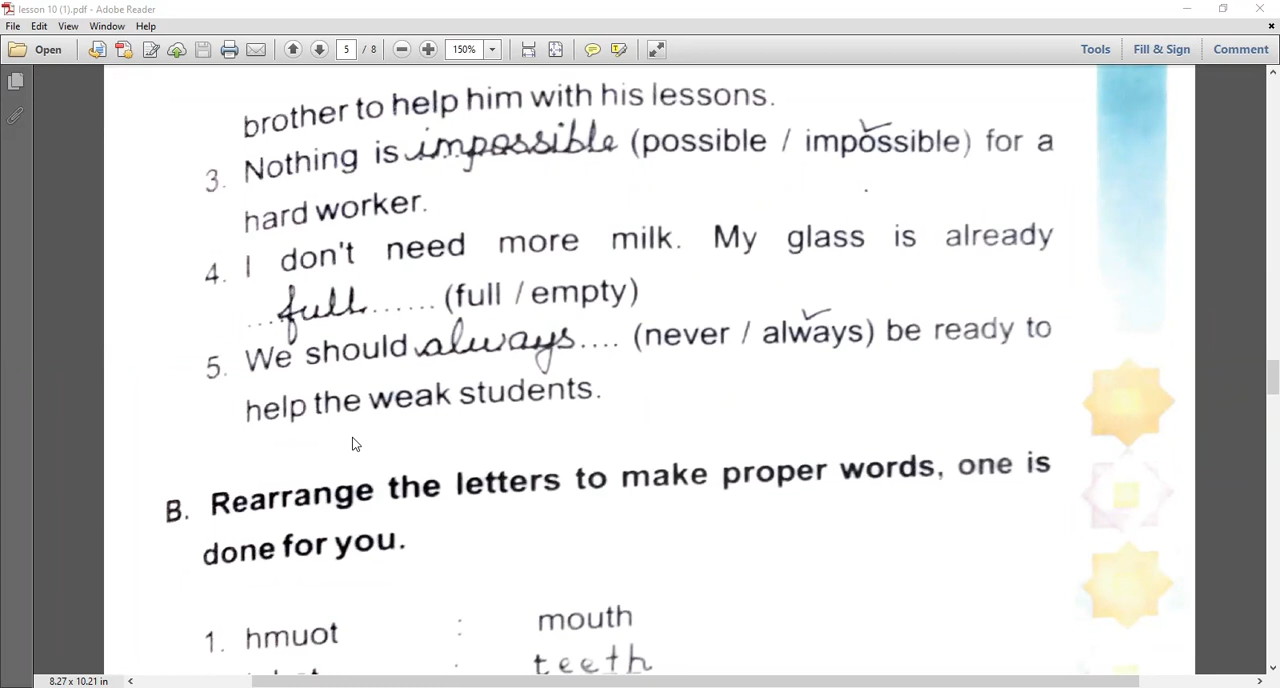 lesson 10 (1).pdf - Adobe Reader
File Edit View Window Help
Open 5 / 8 150% Tools Fill & Sign Comment
brother to help him with his lessons.
3. Nothing is impossible (possible / impossible) for a
hard worker.
4. I don't need more milk. My glass is already
...full...... (full / empty)
5. We should always.... (never / always) be ready to
help the weak students.
B. Rearrange the letters to make proper words, one is
done for you.
1. hmuot : mouth
: teeth
8.27 x 10.21 in